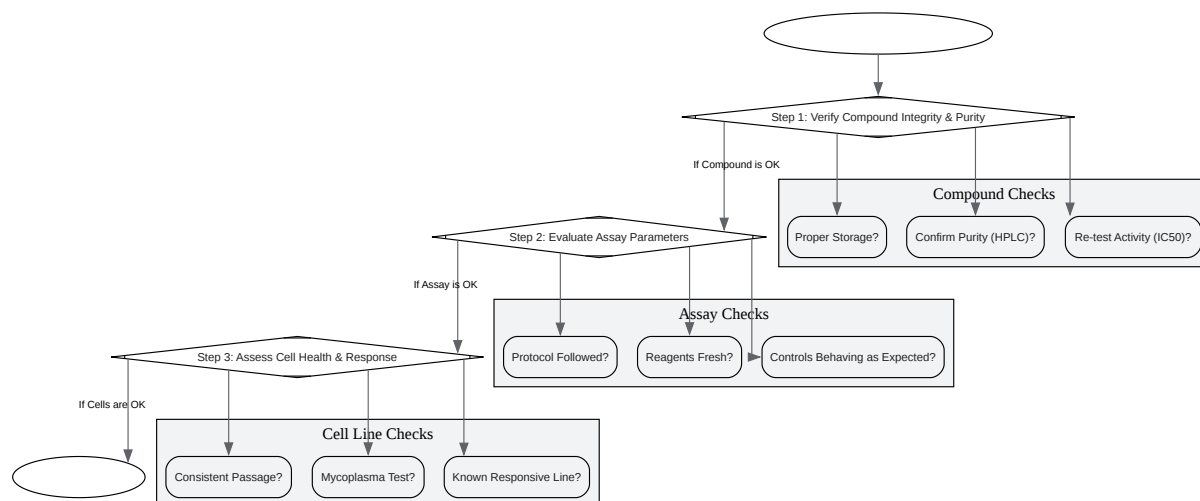 Step 1: Verify Compound Integrity & Purity
If Compound is OK
Compound Checks
Proper Storage?
Confirm Purity (HPLC)?
Re-test Activity (IC50)?
Step 2: Evaluate Assay Parameters
If Assay is OK
Assay Checks
Protocol Followed?
Reagents Fresh?
Controls Behaving as Expected?
Step 3: Assess Cell Health & Response
If Cells are OK
Cell Line Checks
Consistent Passage?
Mycoplasma Test?
Known Responsive Line?